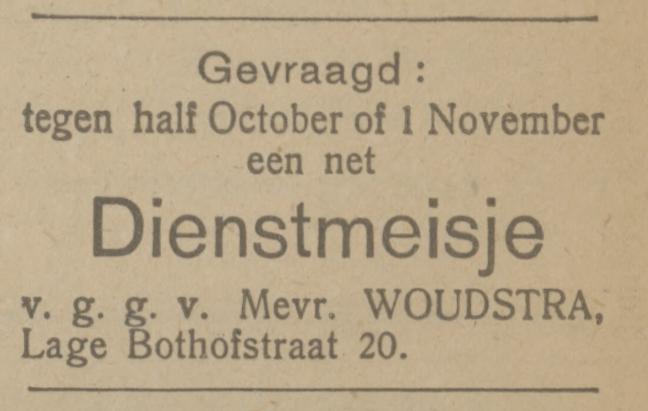 Gevraagd :
tegen half October of 1 November
een net
Dienstmeisje
v. g. g. v. Mevr. WOUDSTRA,
Lage Bothofstraat 20.